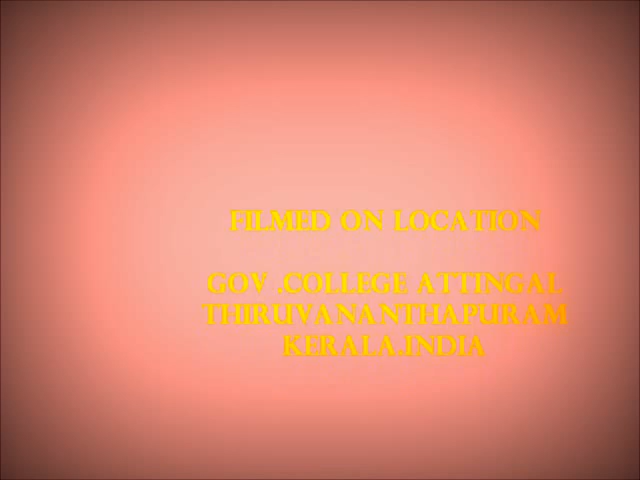 FILMED ON LOCATION
GOV .COLLEGE ATTINGAL
THIRUVANANTHAPURAM
KERALA.INDIA